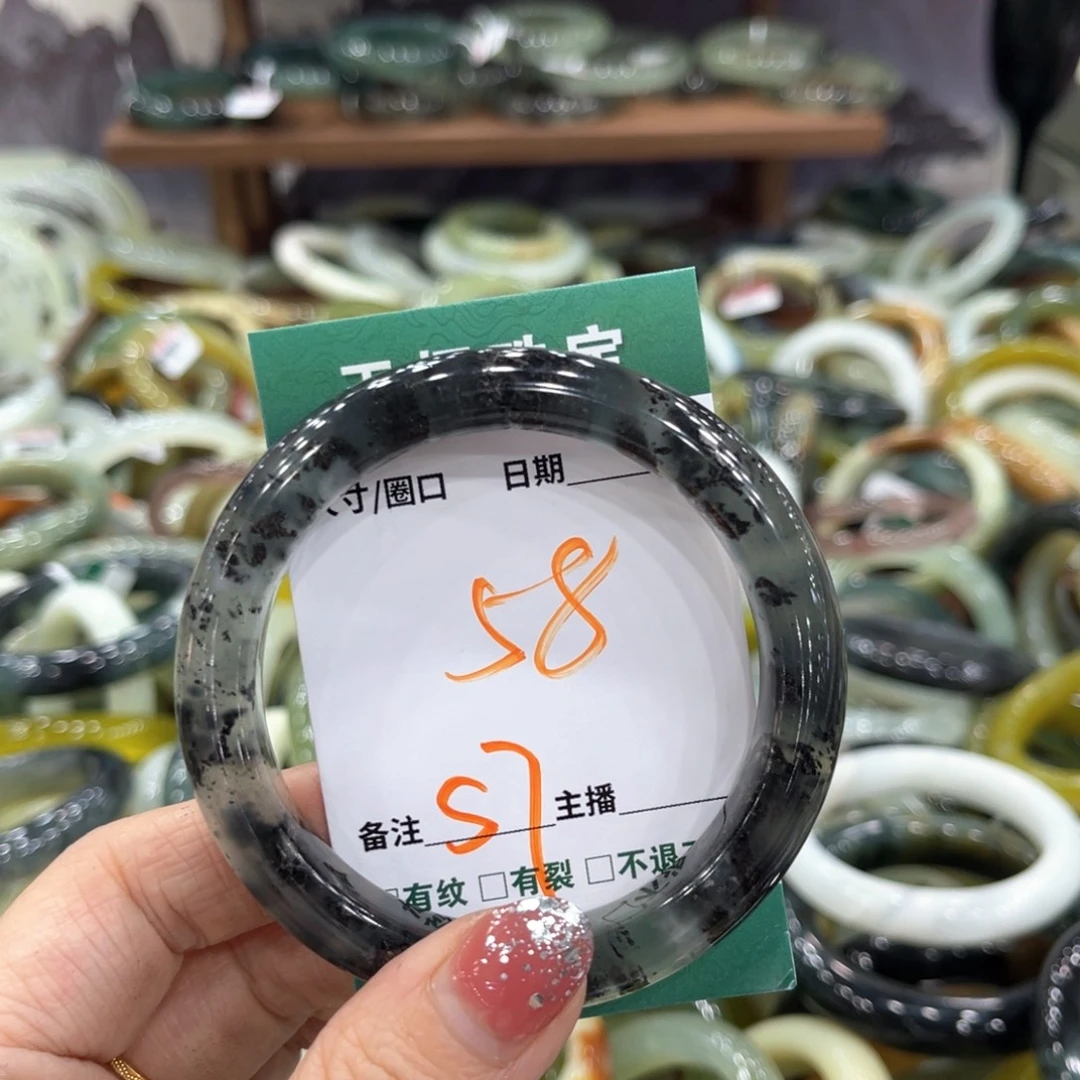 寸/圈口 日期
58
备注 57 主播
有纹 □有裂 □不退